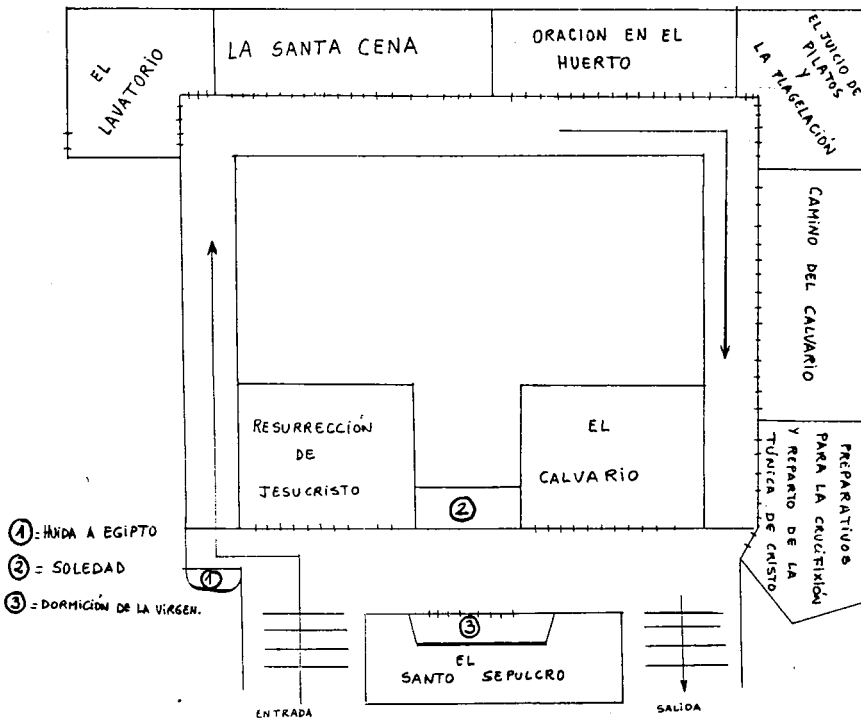 EL
LAVATORIO
LA SANTA CENA
ORACION EN EL
HUERTO
EL JUICIO DE
PILATOS
Y
LA FLAGELACIÓN
CAMINO DEL CALVARIO
PREPARATIVOS
PARA LA CRUCIFIXIÓN
Y REPARTO DE LA
TÚNICA DE CRISTO
RESURRECCIÓN
DE
JESUCRISTO
EL
CALVARIO
2
① = HUIDA A EGIPTO
② = SOLEDAD
③ = DORMICIÓN DE LA VIRGEN.
1
3
EL
SANTO SEPULCRO
ENTRADA
SALIDA